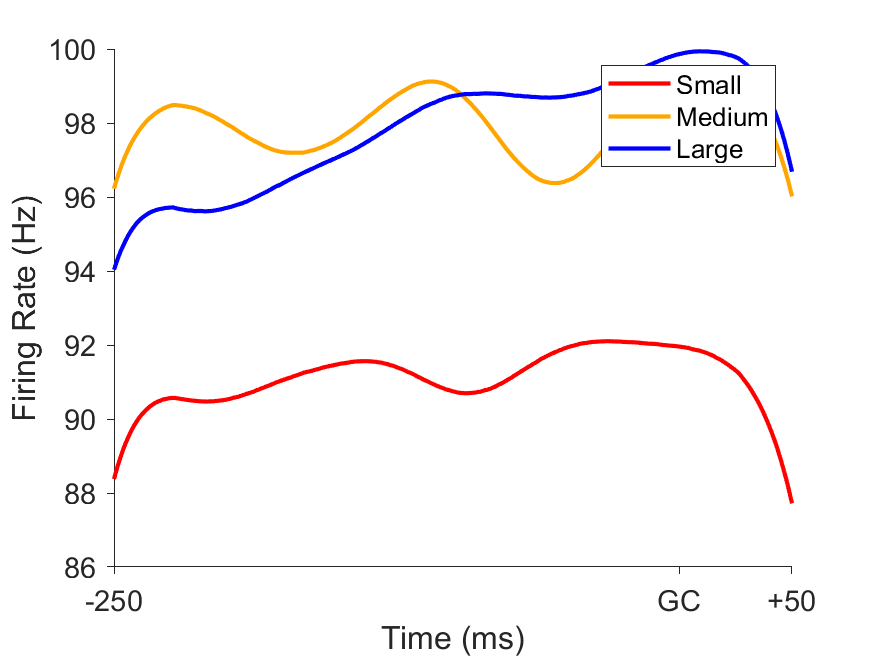 100
98
96
94
92
90
88
86
Firing Rate (Hz)
Small
Medium
Large
-250
GC
+50
Time (ms)